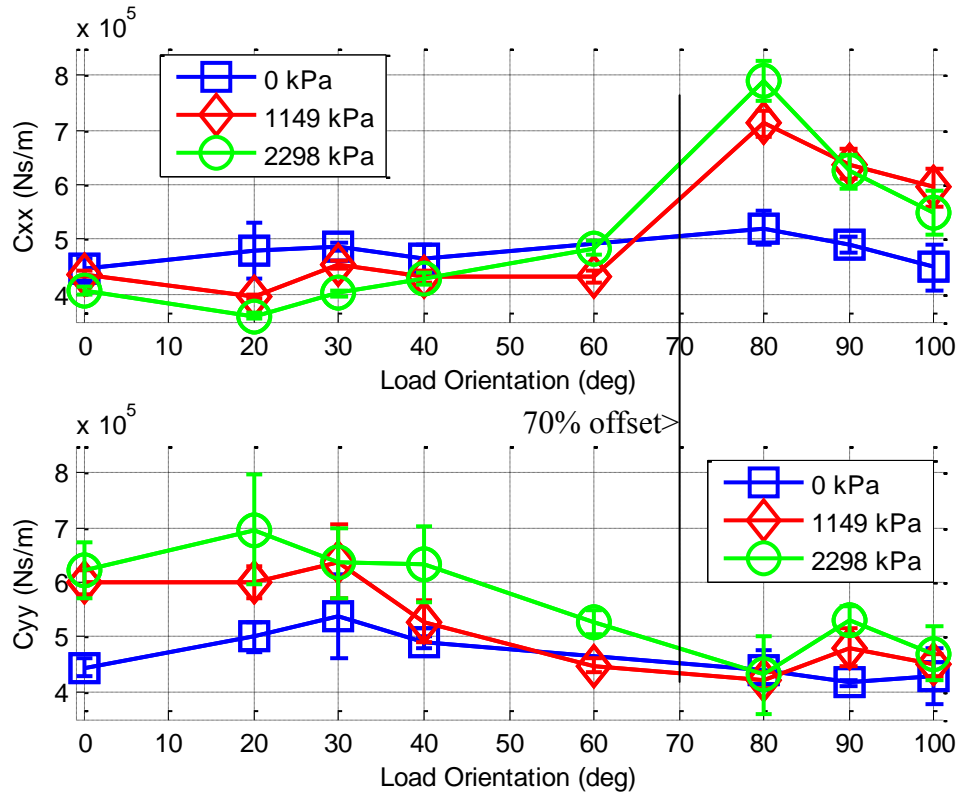 x 10^5
8
7
6
5
4
Cxx (Ns/m)
0 kPa
1149 kPa
2298 kPa
0 10 20 30 40 50 60 70 80 90 100
Load Orientation (deg)
70% offset>
x 10^5
8
7
6
5
4
Cyy (Ns/m)
0 kPa
1149 kPa
2298 kPa
0 10 20 30 40 50 60 70 80 90 100
Load Orientation (deg)